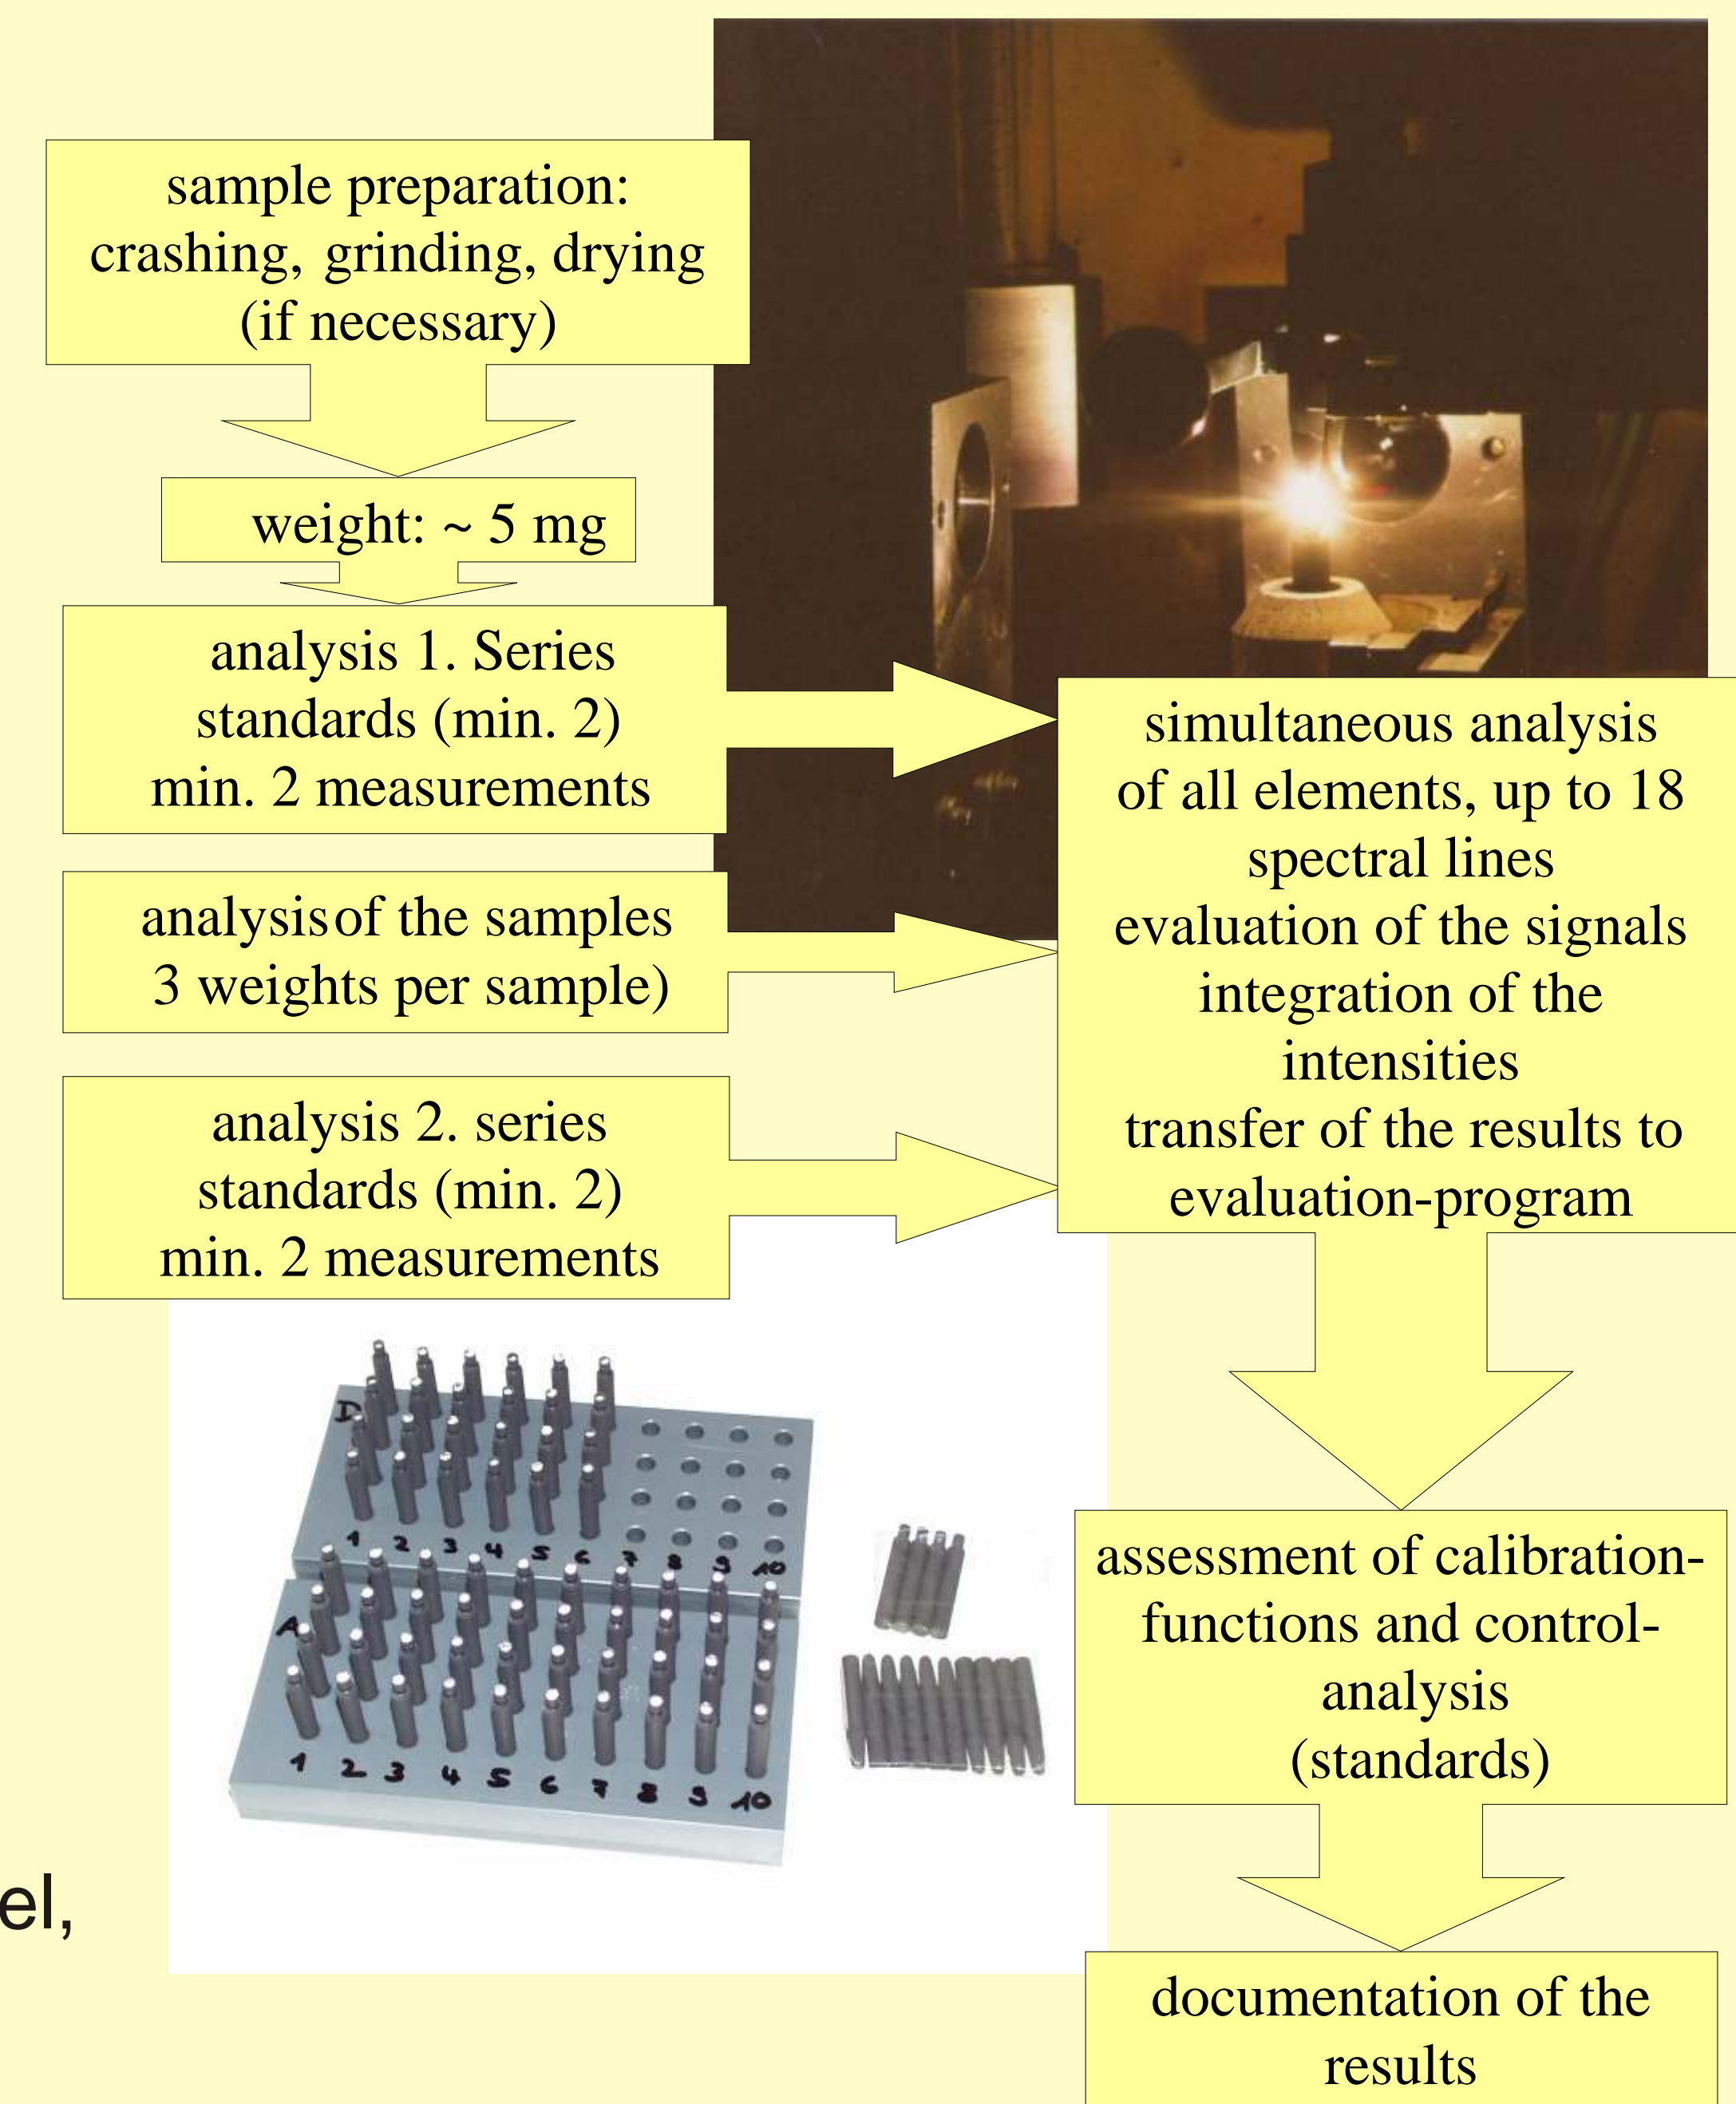 sample preparation:
crashing, grinding, drying
(if necessary)
weight: ~ 5 mg
analysis 1. Series
standards (min. 2)
min. 2 measurements
analysis of the samples
3 weights per sample)
analysis 2. series
standards (min. 2)
min. 2 measurements
simultaneous analysis
of all elements, up to 18
spectral lines
evaluation of the signals
integration of the
intensities
transfer of the results to
evaluation-program
assessment of calibration-
functions and control-
analysis
(standards)
documentation of the
results
D
1 2 3 4 5 6 7 8 9 10
A
1 2 3 4 5 6 7 8 9 10
el,